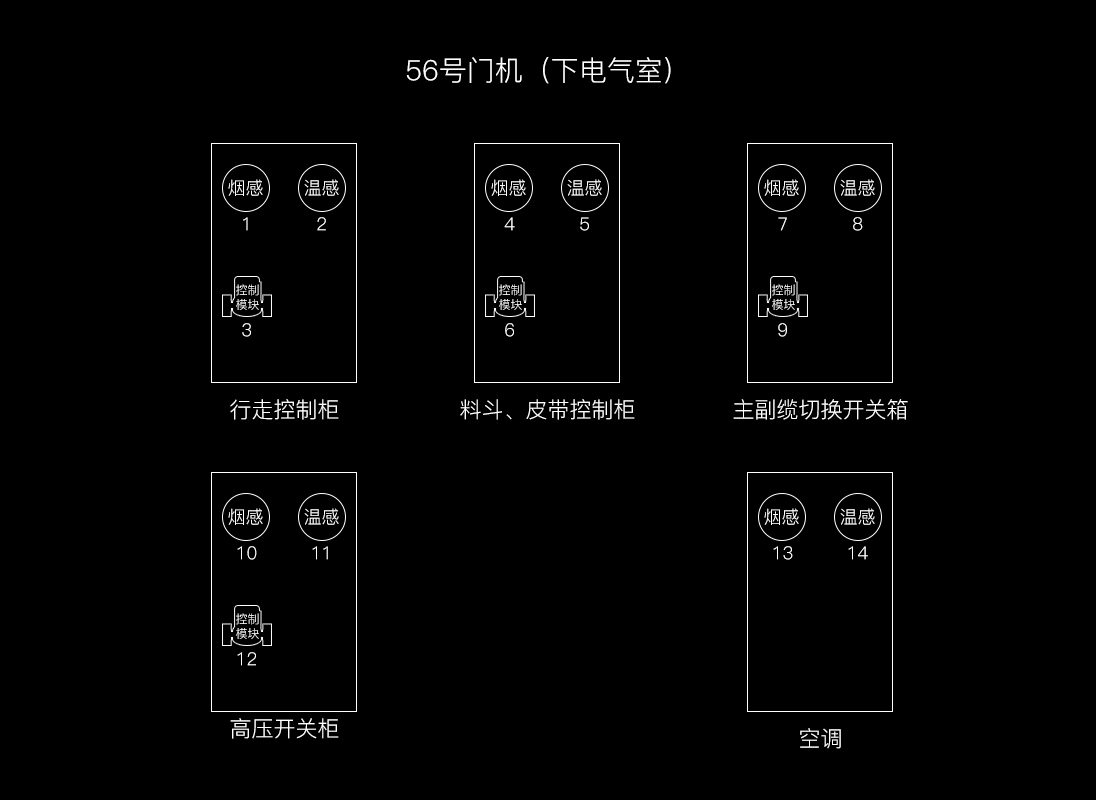 56号门机（下电气室）
烟感 温感 烟感 温感 烟感 温感
1 2 4 5 7 8
控制 控制 控制
模块 模块 模块
3 6 9
行走控制柜 料斗、皮带控制柜 主副缆切换开关箱
烟感 温感 烟感 温感
10 11 13 14
控制
模块
12
高压开关柜 空调